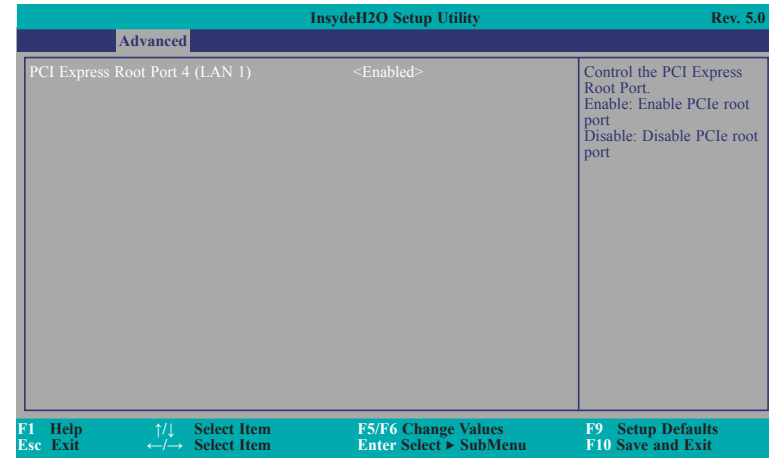 InsydeH2O Setup Utility Rev. 5.0
Advanced
PCI Express Root Port 4 (LAN 1) <Enabled>
Control the PCI Express
Root Port.
Enable: Enable PCIe root
port
Disable: Disable PCIe root
port
F1 Help ↑/↓ Select Item F5/F6 Change Values F9 Setup Defaults
Esc Exit ←/→ Select Item Enter Select ► SubMenu F10 Save and Exit